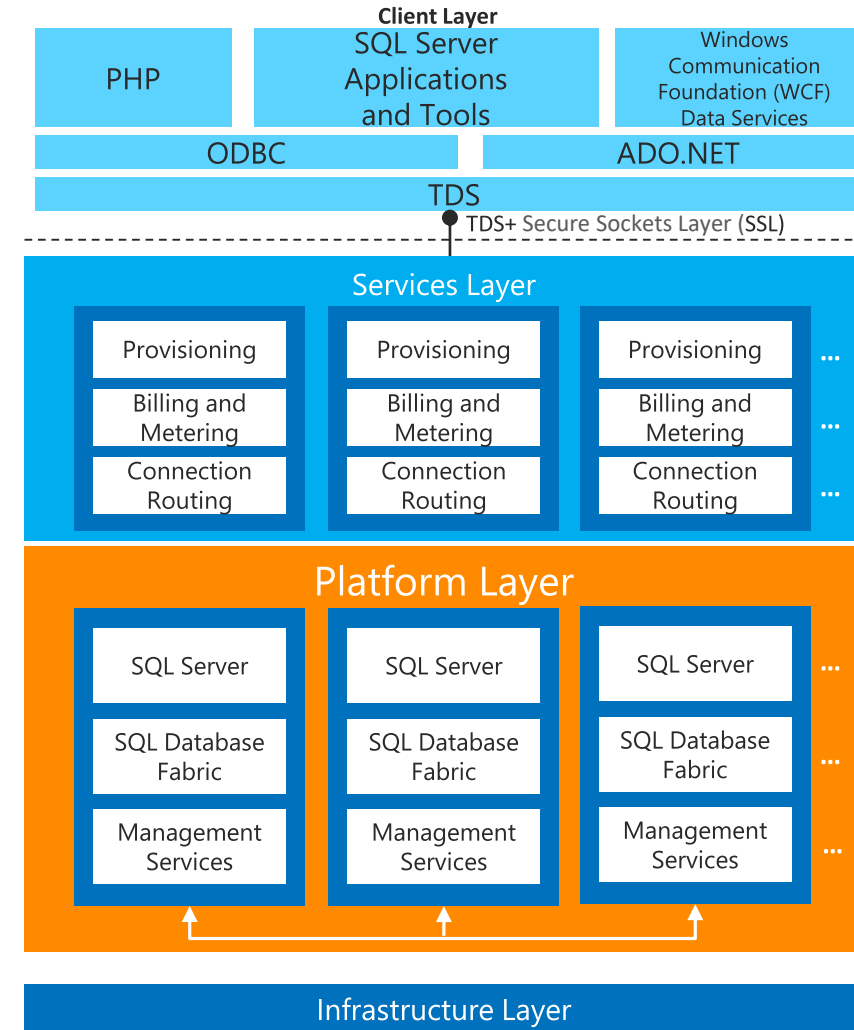 Client Layer
PHP
SQL Server
Applications
and Tools
Windows
Communication
Foundation (WCF)
Data Services
ODBC
ADO.NET
TDS
TDS+ Secure Sockets Layer (SSL)
Services Layer
Provisioning
Provisioning
Provisioning
...
Billing and
Metering
Billing and
Metering
Billing and
Metering
...
Connection
Routing
Connection
Routing
Connection
Routing
...
Platform Layer
SQL Server
SQL Server
SQL Server
...
SQL Database
Fabric
SQL Database
Fabric
SQL Database
Fabric
...
Management
Services
Management
Services
Management
Services
...
Infrastructure Layer